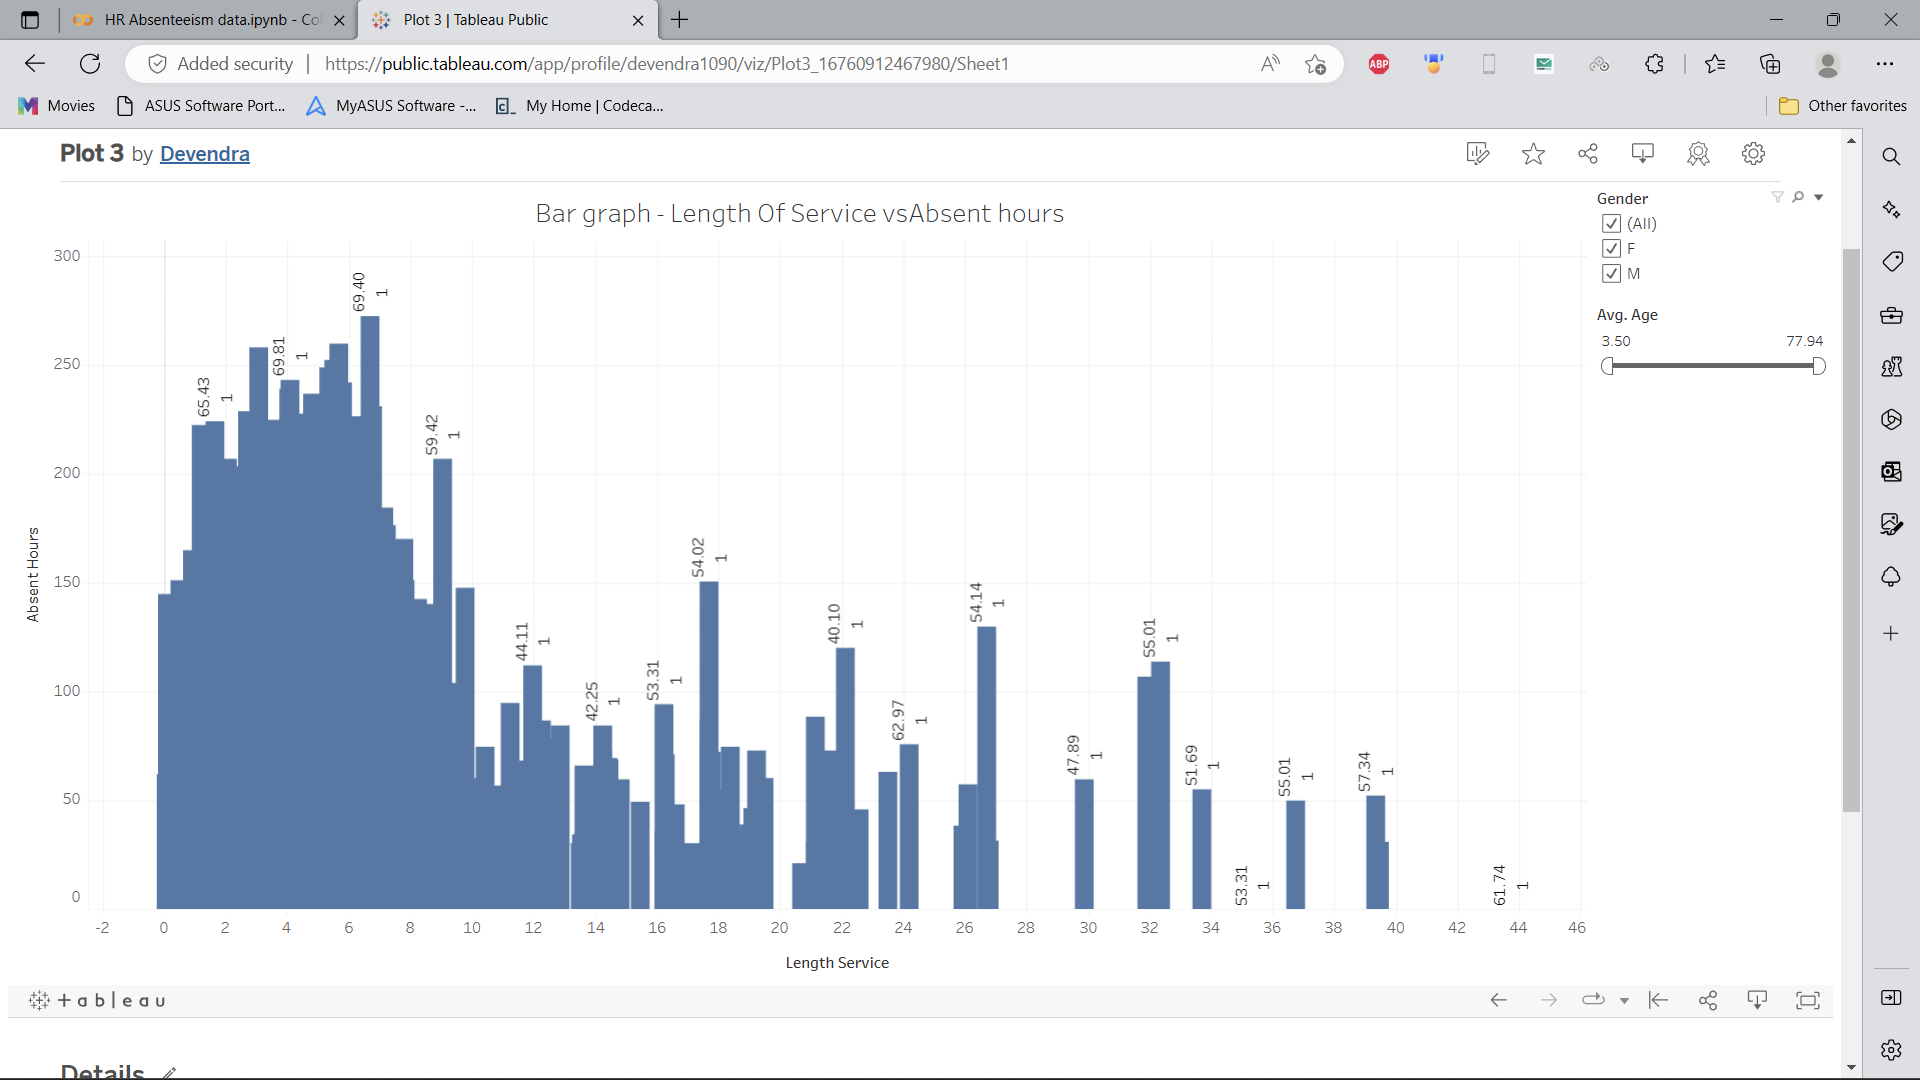 HR Absenteeism data.ipynb - Co
Plot 3 | Tableau Public
Added security
https://public.tableau.com/app/profile/devendra1090/viz/Plot3_16760912467980/Sheet1
ABP
Movies
ASUS Software Port...
MyASUS Software -...
My Home | Codeca...
Other favorites
Plot 3 by Devendra
Bar graph - Length Of Service vsAbsent hours
Gender
(All)
F
M
Avg. Age
3.50 77.94
Absent Hours
300
250
200
150
100
50
0
65.43 1
69.81 1
69.40 1
59.42 1
44.11 1
42.25 1
53.31 1
54.02 1
40.10 1
62.97 1
54.14 1
47.89 1
55.01 1
51.69 1
53.31 1
55.01 1
57.34 1
61.74 1
-2 0 2 4 6 8 10 12 14 16 18 20 22 24 26 28 30 32 34 36 38 40 42 44 46
Length Service
+ableau
Details